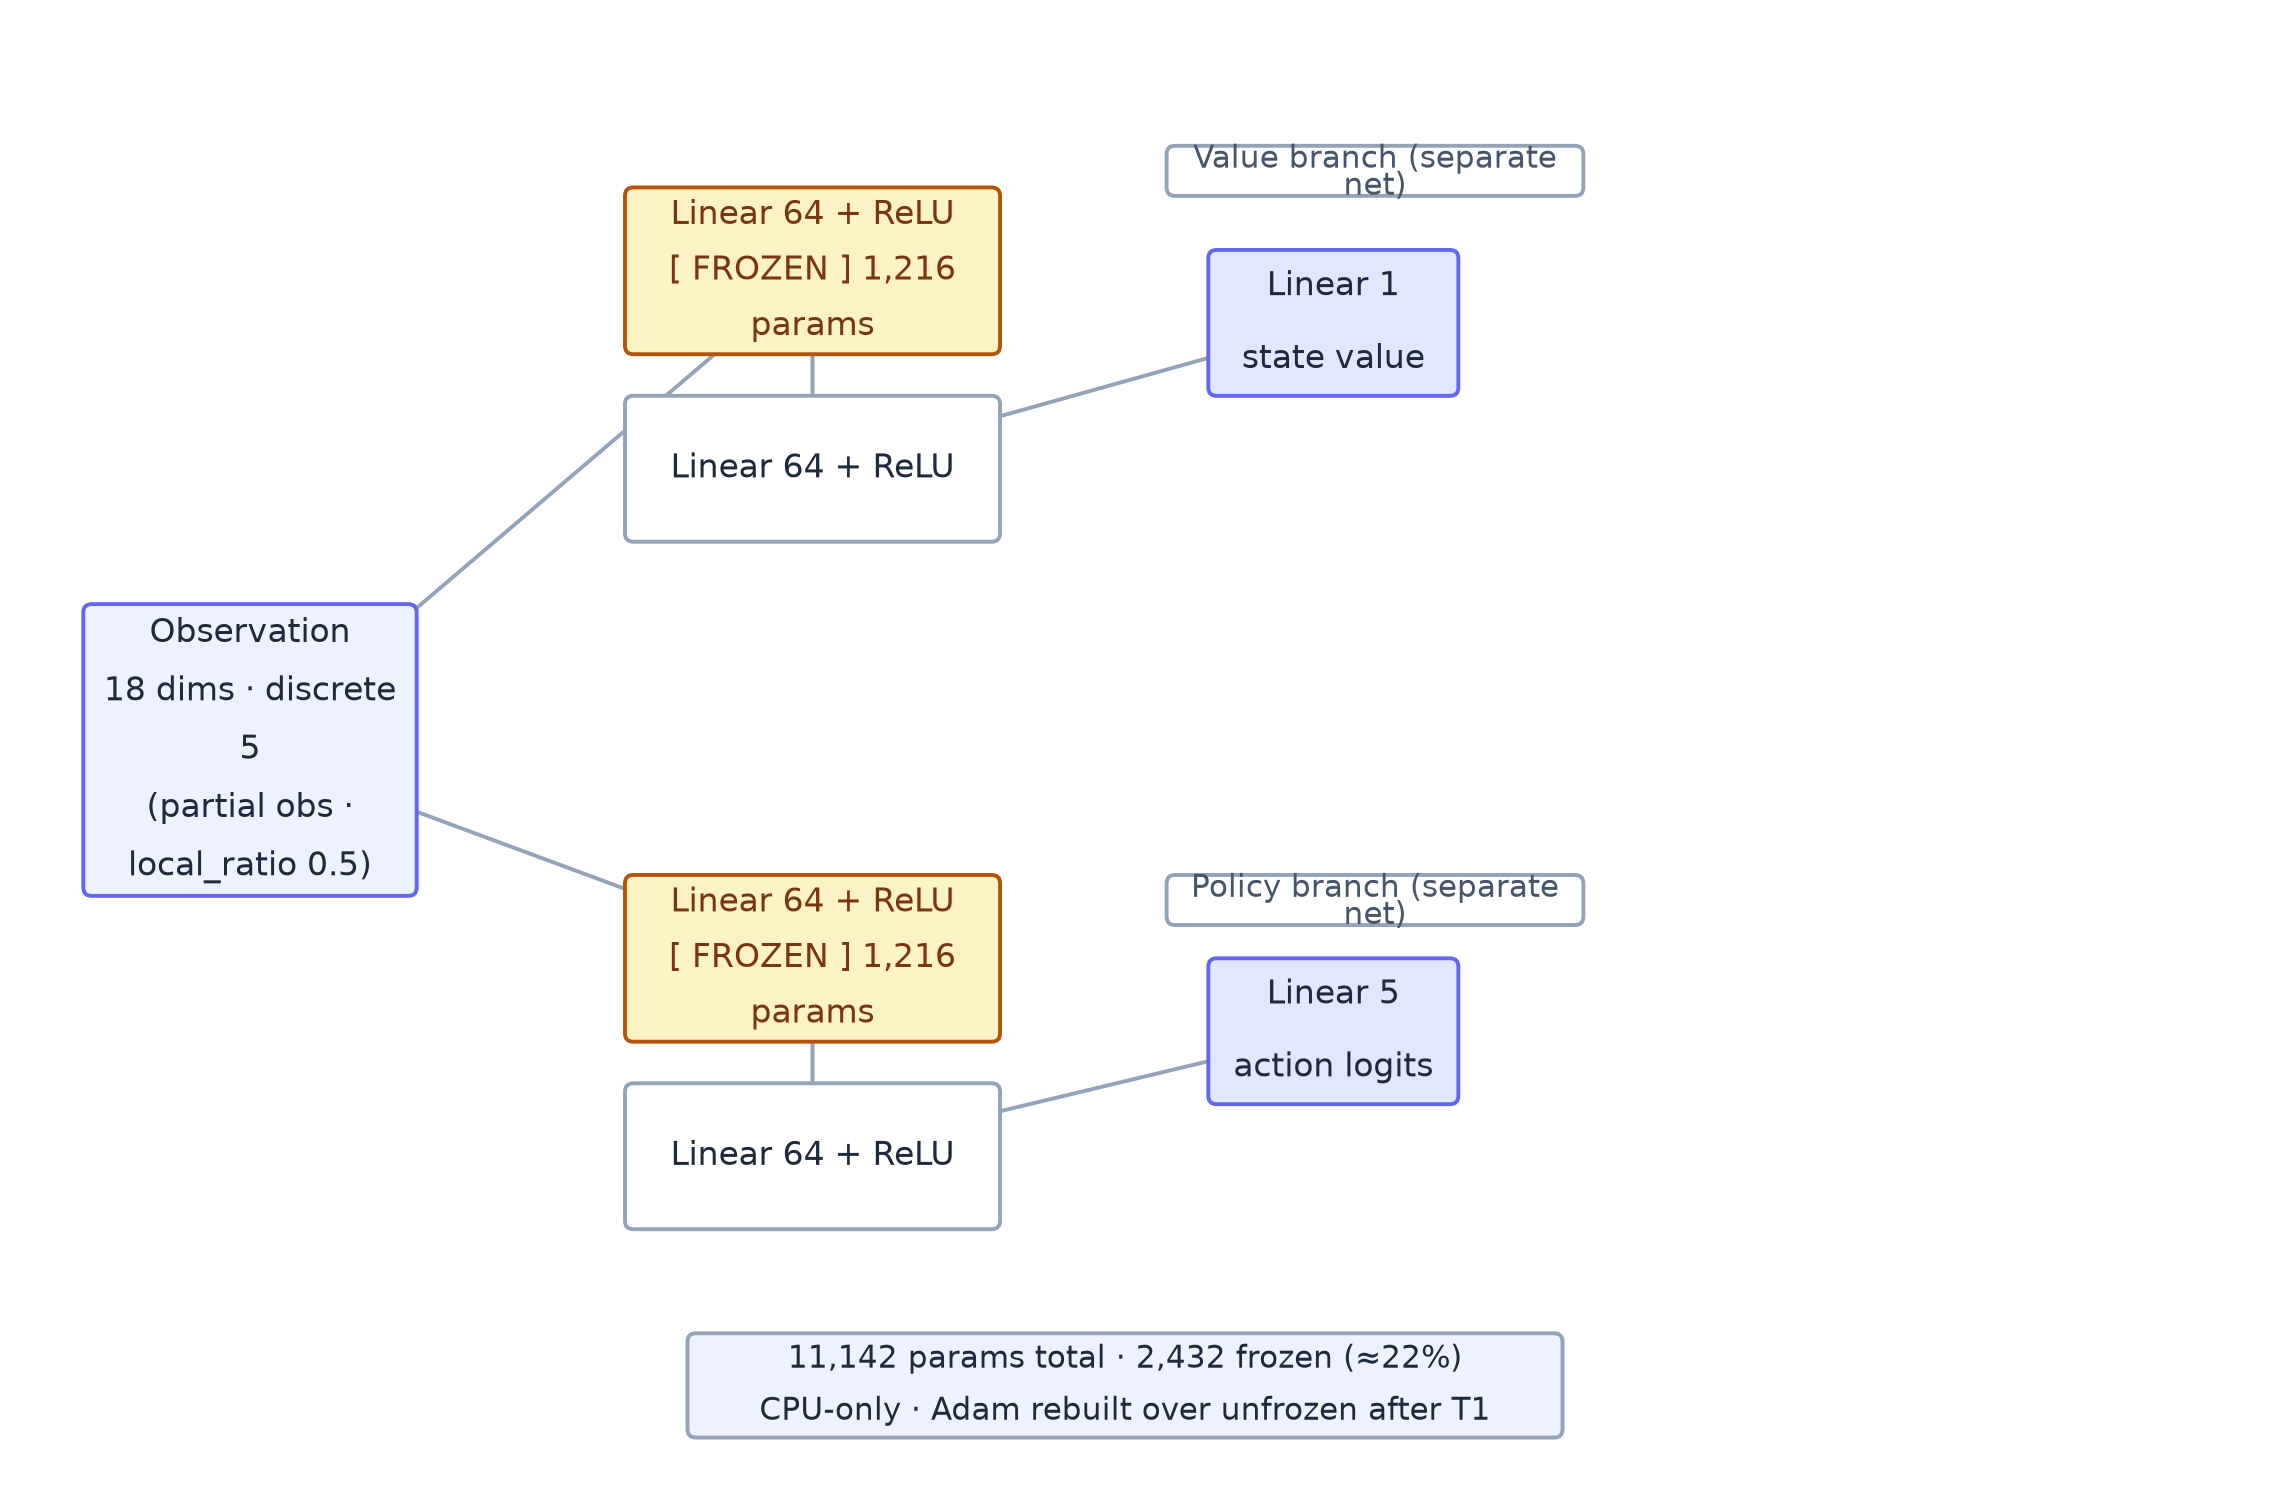 Value branch (separate
net)
Linear 64 + ReLU
[ FROZEN ] 1,216
params
Linear 1
state value
Linear 64 + ReLU
Observation
18 dims · discrete
5
(partial obs ·
local_ratio 0.5)
Policy branch (separate
net)
Linear 64 + ReLU
[ FROZEN ] 1,216
params
Linear 5
action logits
Linear 64 + ReLU
11,142 params total · 2,432 frozen (≈22%)
CPU-only · Adam rebuilt over unfrozen after T1